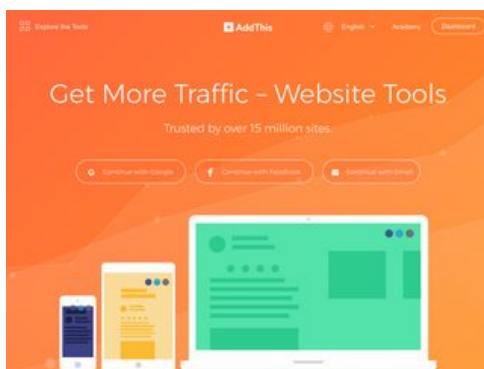 Explore the Tools
AddThis
English
Academy
Dashboard
Get More Traffic – Website Tools
Trusted by over 15 million sites.
Continue with Google
Continue with Facebook
Continue with Email